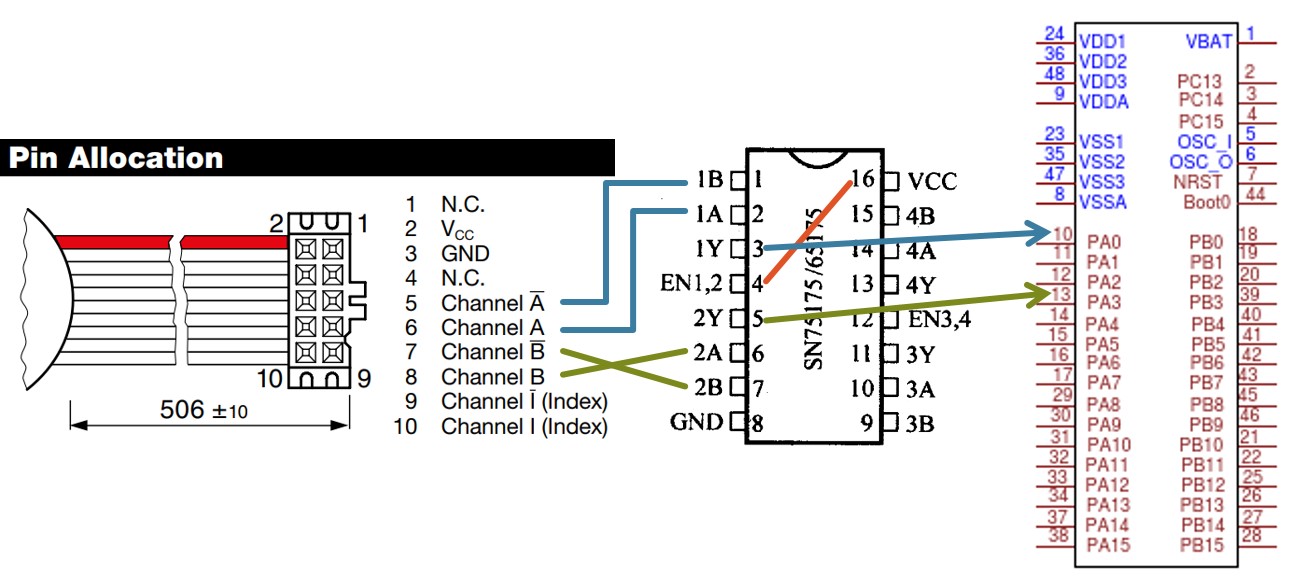 Pin Allocation
2 1
10 9
506 ±10
1 N.C.
2 VCC
3 GND
4 N.C.
5 Channel A̅
6 Channel A
7 Channel B̅
8 Channel B
9 Channel I̅ (Index)
10 Channel I (Index)
1B 1 16 VCC
1A 2 15 4B
1Y 3 14 4A
EN1,2 4 13 4Y
2Y 5 12 EN3,4
2A 6 11 3Y
2B 7 10 3A
GND 8 9 3B
SN75175/65175
24 VDD1 VBAT 1
36 VDD2
48 VDD3 PC13 2
9 VDDA PC14 3
PC15 4
23 VSS1 OSC_I 5
35 VSS2 OSC_O 6
47 VSS3 NRST 7
8 VSSA Boot0 44
10 PA0 PB0 18
11 PA1 PB1 19
12 PA2 PB2 20
13 PA3 PB3 39
14 PA4 PB4 40
15 PA5 PB5 41
16 PA6 PB6 42
17 PA7 PB7 43
29 PA8 PB8 45
30 PA9 PB9 46
31 PA10 PB10 21
32 PA11 PB11 22
33 PA12 PB12 25
34 PA13 PB13 26
37 PA14 PB14 27
38 PA15 PB15 28